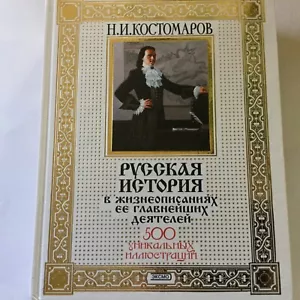 Н.И.КОСТОМАРОВ
РУССКАЯ
ИСТОРИЯ
В ЖИЗНЕОПИСАНИЯХ
ЕЕ ГЛАВНЕЙШИХ
ДЕЯТЕЛЕЙ
500
УНИКАЛЬНЫХ
ИЛЛЮСТРАЦИЙ
ЭКСМО